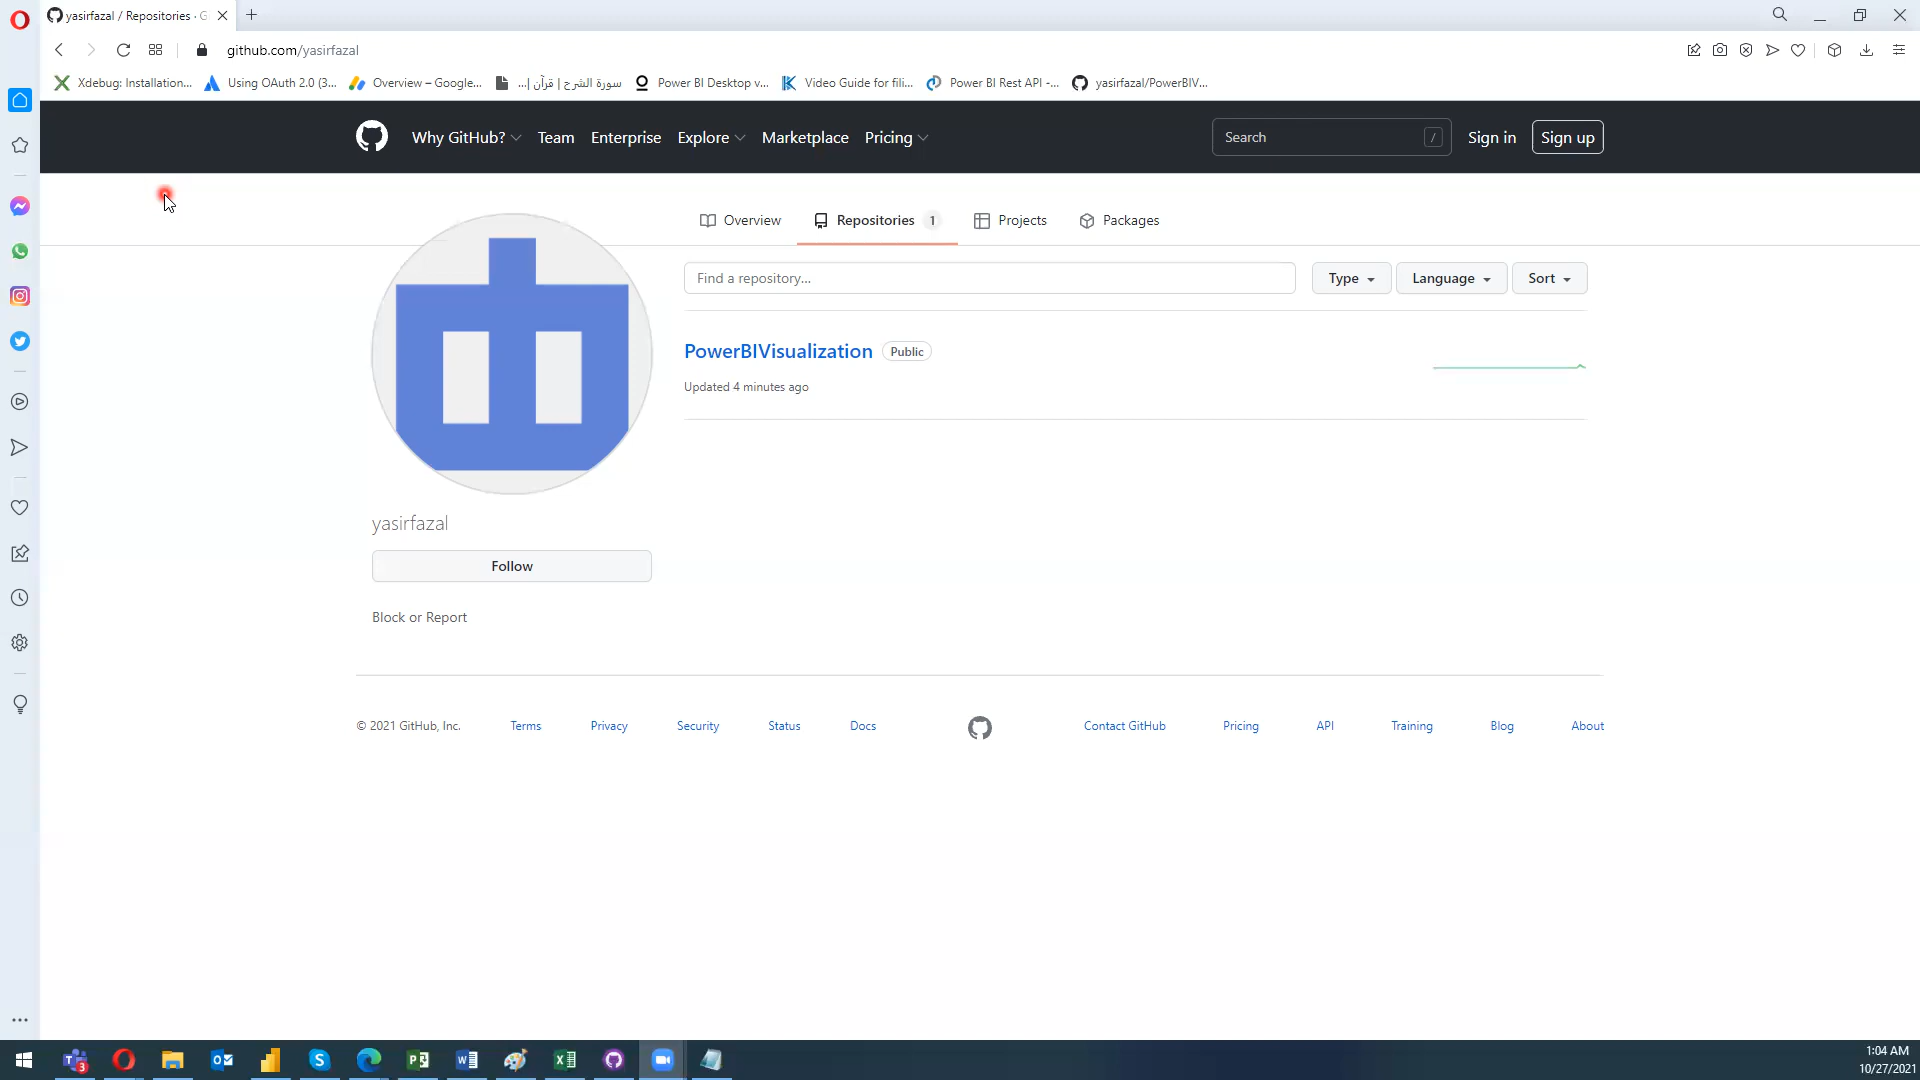 yasirfazal / Repositories · G
github.com/yasirfazal
Xdebug: Installation... Using OAuth 2.0 (3... Overview – Google... سورة الشرح | قرآن |... Power BI Desktop v... Video Guide for fili... Power BI Rest API -... yasirfazal/PowerBIV...
Why GitHub? Team Enterprise Explore Marketplace Pricing Search / Sign in Sign up
Overview Repositories 1 Projects Packages
Find a repository... Type Language Sort
PowerBIVisualization Public
Updated 4 minutes ago
yasirfazal
Follow
Block or Report
© 2021 GitHub, Inc. Terms Privacy Security Status Docs Contact GitHub Pricing API Training Blog About
1:04 AM
10/27/2021